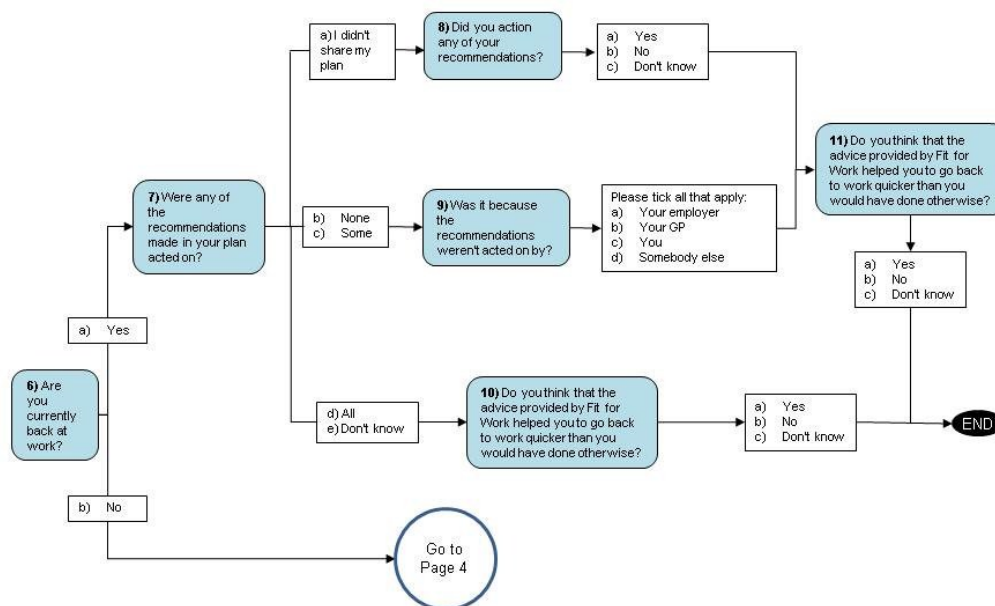 6) Are
you
currently
back at
work?
a) Yes
b) No
7) Were any of
the
recommendations
made in your plan
acted on?
a) I didn't
share my
plan
8) Did you action
any of your
recommendations?
a) Yes
b) No
c) Don't know
b) None
c) Some
9) Was it because
the
recommendations
weren't acted on by?
Please tick all that apply:
a) Your employer
b) Your GP
c) You
d) Somebody else
11) Do you think that the
advice provided by Fit for
Work helped you to go back
to work quicker than you
would have done otherwise?
a) Yes
b) No
c) Don't know
d) All
e) Don't know
10) Do you think that the
advice provided by Fit for
Work helped you to go back
to work quicker than you
would have done otherwise?
a) Yes
b) No
c) Don't know
END
Go to
Page 4